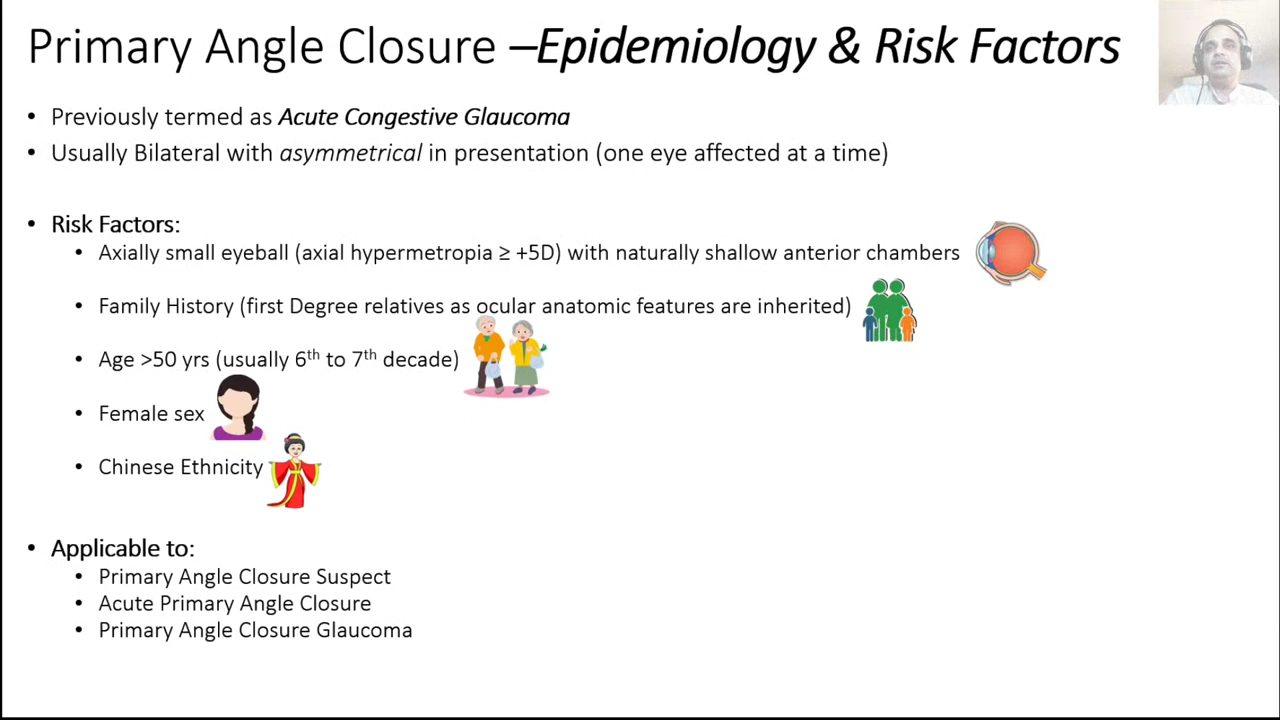 Primary Angle Closure –Epidemiology & Risk Factors
• Previously termed as Acute Congestive Glaucoma
• Usually Bilateral with asymmetrical in presentation (one eye affected at a time)
• Risk Factors:
• Axially small eyeball (axial hypermetropia ≥ +5D) with naturally shallow anterior chambers
• Family History (first Degree relatives as ocular anatomic features are inherited)
• Age >50 yrs (usually 6th to 7th decade)
• Female sex
• Chinese Ethnicity
• Applicable to:
• Primary Angle Closure Suspect
• Acute Primary Angle Closure
• Primary Angle Closure Glaucoma